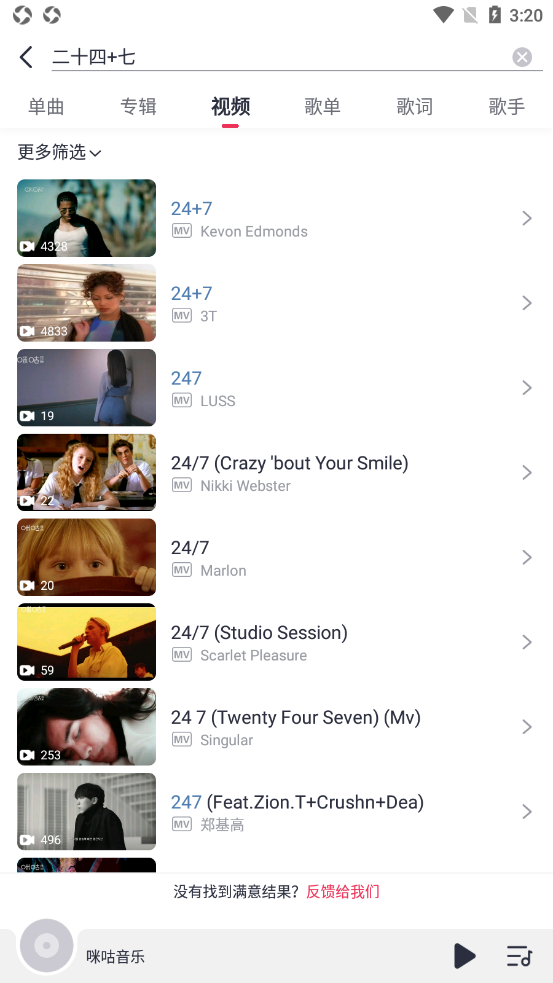 3:20
二十四+七
单曲 专辑 视频 歌单 歌词 歌手
更多筛选
24+7
MV Kevon Edmonds
4328
24+7
MV 3T
4833
247
MV LUSS
19
24/7 (Crazy 'bout Your Smile)
MV Nikki Webster
22
24/7
MV Marlon
20
24/7 (Studio Session)
MV Scarlet Pleasure
59
24 7 (Twenty Four Seven) (Mv)
MV Singular
253
247 (Feat.Zion.T+Crushn+Dea)
MV 郑基高
496
没有找到满意结果？反馈给我们
咪咕音乐